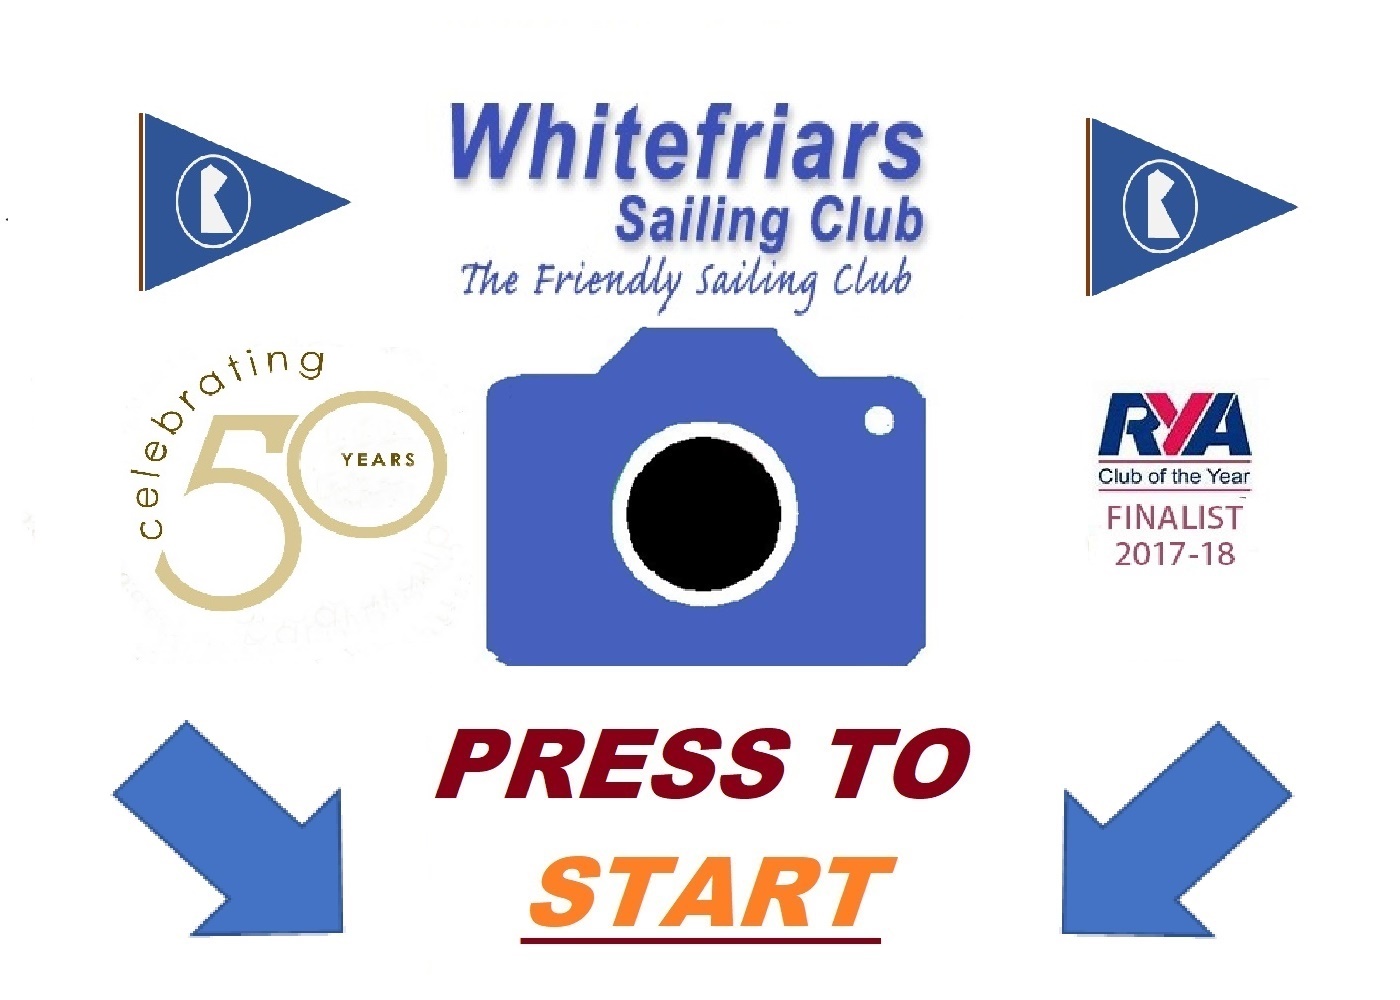 Whitefriars
Sailing Club
The Friendly Sailing Club
celebrating
50
YEARS
RYA
Club of the Year
FINALIST
2017-18
PRESS TO
START